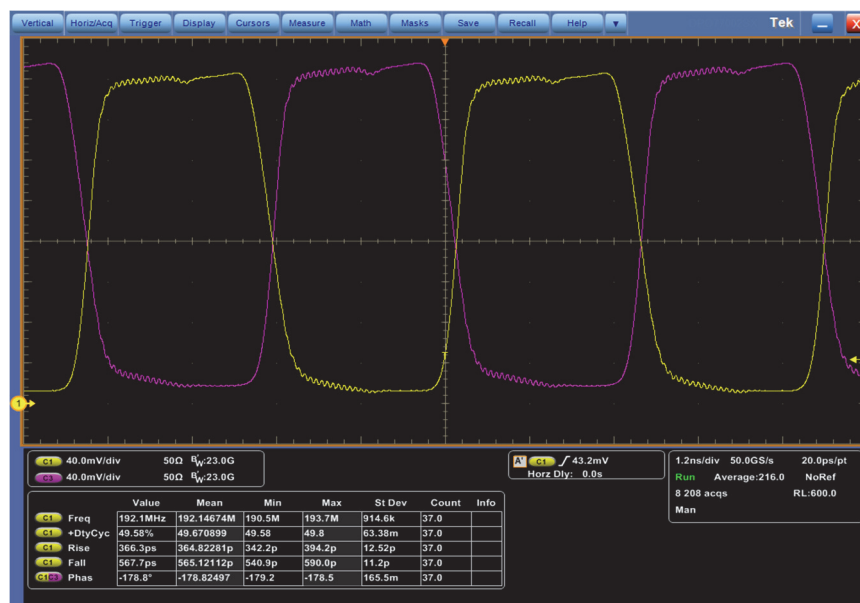 Vertical Horiz/Acq Trigger Display Cursors Measure Math Masks Save Recall Help ▼ Tek X
T
1
C1 40.0mV/div 50Ω BW:23.0G
C3 40.0mV/div 50Ω BW:23.0G
A' C1 43.2mV
Horz Dly: 0.0s
1.2ns/div 50.0GS/s 20.0ps/pt
Run Average:216.0 NoRef
8 208 acqs RL:600.0
Man
Value Mean Min Max St Dev Count Info
C1 Freq 192.1MHz 192.14674M 190.5M 193.7M 914.6k 37.0
C1 +DtyCyc 49.58% 49.670899 49.58 49.8 63.38m 37.0
C1 Rise 366.3ps 364.82281p 342.2p 394.2p 12.52p 37.0
C1 Fall 567.7ps 565.12112p 540.9p 590.0p 11.2p 37.0
C1C3 Phas -178.8° -178.82497 -179.2 -178.5 165.5m 37.0